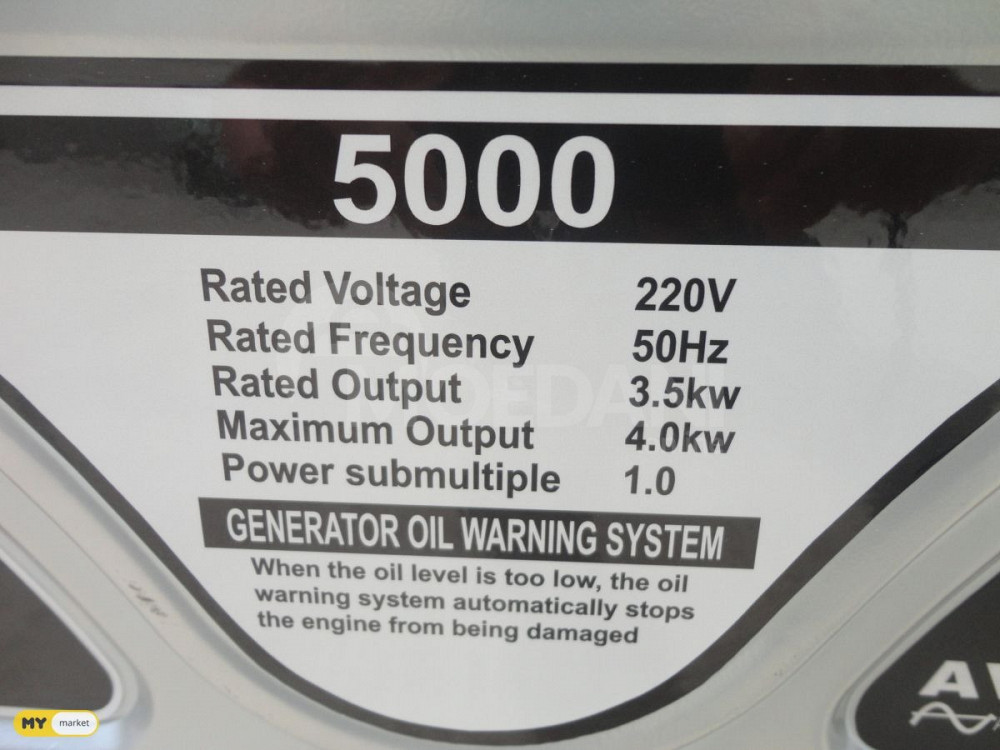 5000
Rated Voltage 220V
Rated Frequency 50Hz
Rated Output 3.5kw
Maximum Output 4.0kw
Power submultiple 1.0
GENERATOR OIL WARNING SYSTEM
When the oil level is too low, the oil
warning system automatically stops
the engine from being damaged
MY market